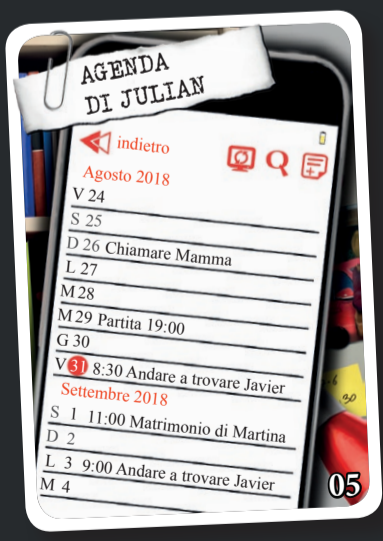 AGENDA
DI JULIAN
indietro
Agosto 2018
V 24
S 25
D 26 Chiamare Mamma
L 27
M 28
M 29 Partita 19:00
G 30
V 31 8:30 Andare a trovare Javier
Settembre 2018
S 1 11:00 Matrimonio di Martina
D 2
L 3 9:00 Andare a trovare Javier
M 4
05